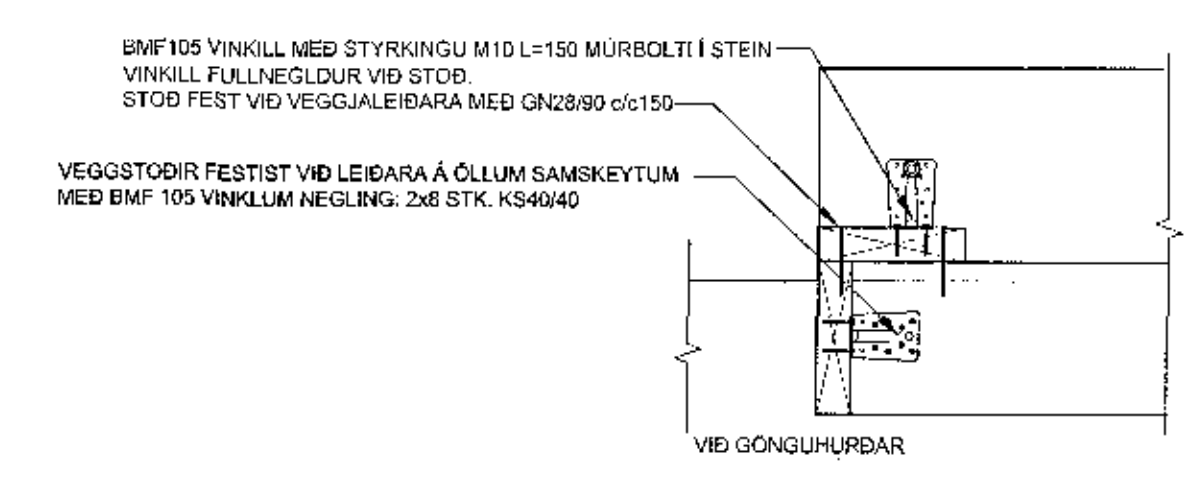 BMF105 VINKILL MEÐ STYRKINGU M10 L=150 MÚRBOLTI Í STEIN
VINKILL FULLNEGLDUR VIÐ STOÐ.
STOÐ FEST VIÐ VEGGJALEIÐARA MEÐ GN28/90 c/c150
VEGGSTOÐIR FESTIST VIÐ LEIÐARA Á ÖLLUM SAMSKEYTUM
MEÐ BMF 105 VINKLUM NEGLING: 2x8 STK. KS40/40
VIÐ GÖNGUHURÐAR